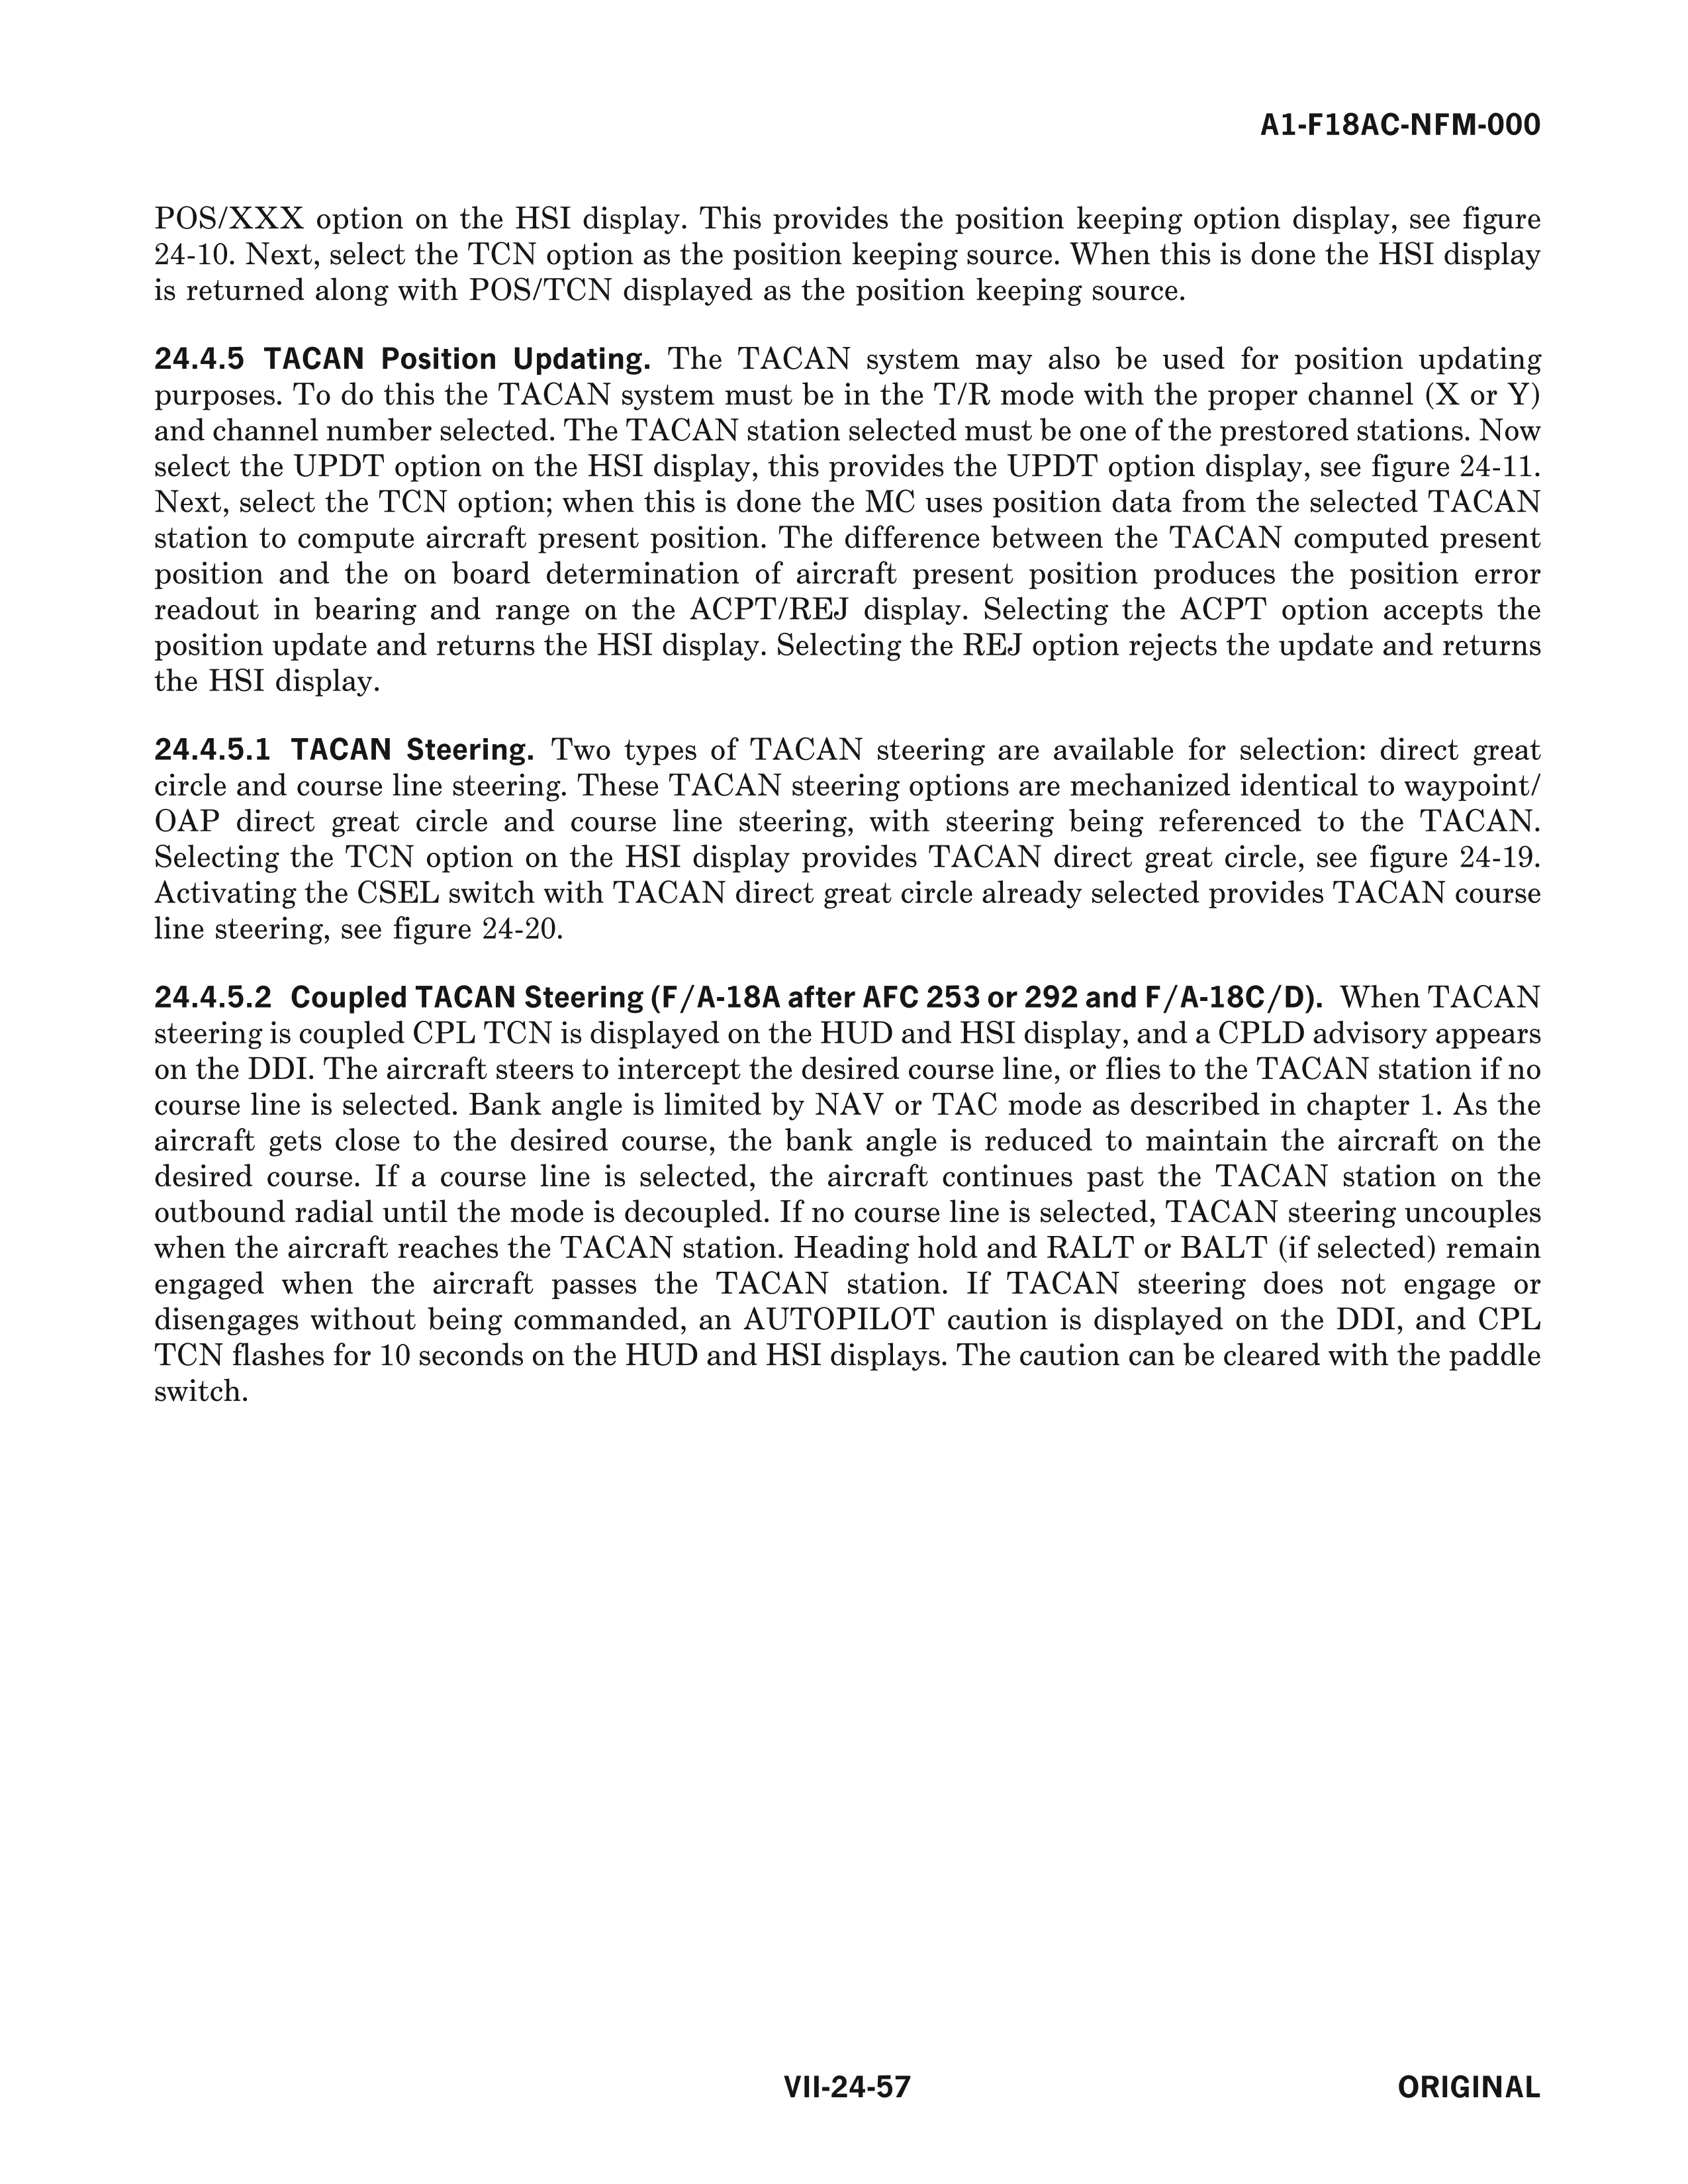 A1-F18AC-NFM-000
POS/XXX option on the HSI display. This provides the position keeping option display, see figure
24-10. Next, select the TCN option as the position keeping source. When this is done the HSI display
is returned along with POS/TCN displayed as the position keeping source.
24.4.5 TACAN Position Updating. The TACAN system may also be used for position updating
purposes. To do this the TACAN system must be in the T/R mode with the proper channel (X or Y)
and channel number selected. The TACAN station selected must be one of the prestored stations. Now
select the UPDT option on the HSI display, this provides the UPDT option display, see figure 24-11.
Next, select the TCN option; when this is done the MC uses position data from the selected TACAN
station to compute aircraft present position. The difference between the TACAN computed present
position and the on board determination of aircraft present position produces the position error
readout in bearing and range on the ACPT/REJ display. Selecting the ACPT option accepts the
position update and returns the HSI display. Selecting the REJ option rejects the update and returns
the HSI display.
24.4.5.1 TACAN Steering. Two types of TACAN steering are available for selection: direct great
circle and course line steering. These TACAN steering options are mechanized identical to waypoint/
OAP direct great circle and course line steering, with steering being referenced to the TACAN.
Selecting the TCN option on the HSI display provides TACAN direct great circle, see figure 24-19.
Activating the CSEL switch with TACAN direct great circle already selected provides TACAN course
line steering, see figure 24-20.
24.4.5.2 Coupled TACAN Steering (F/A-18A after AFC 253 or 292 and F/A-18C/D). When TACAN
steering is coupled CPL TCN is displayed on the HUD and HSI display, and a CPLD advisory appears
on the DDI. The aircraft steers to intercept the desired course line, or flies to the TACAN station if no
course line is selected. Bank angle is limited by NAV or TAC mode as described in chapter 1. As the
aircraft gets close to the desired course, the bank angle is reduced to maintain the aircraft on the
desired course. If a course line is selected, the aircraft continues past the TACAN station on the
outbound radial until the mode is decoupled. If no course line is selected, TACAN steering uncouples
when the aircraft reaches the TACAN station. Heading hold and RALT or BALT (if selected) remain
engaged when the aircraft passes the TACAN station. If TACAN steering does not engage or
disengages without being commanded, an AUTOPILOT caution is displayed on the DDI, and CPL
TCN flashes for 10 seconds on the HUD and HSI displays. The caution can be cleared with the paddle
switch.
VII-24-57
ORIGINAL